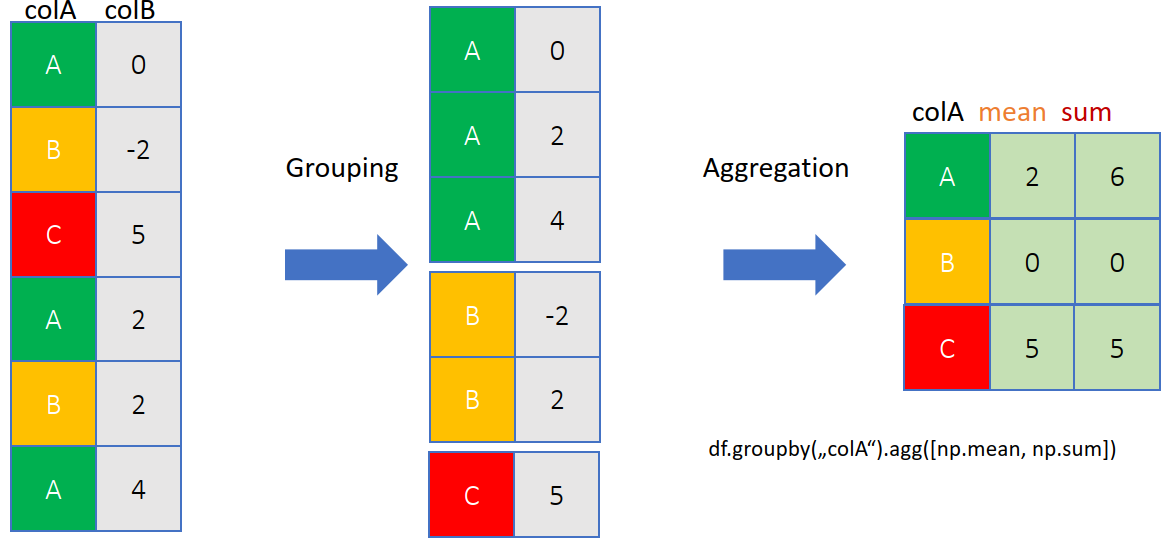 colA colB
A 0
B -2
C 5
A 2
B 2
A 4
Grouping
A 0
A 2
A 4
B -2
B 2
C 5
Aggregation
colA mean sum
A 2 6
B 0 0
C 5 5
df.groupby(„colA“).agg([np.mean, np.sum])